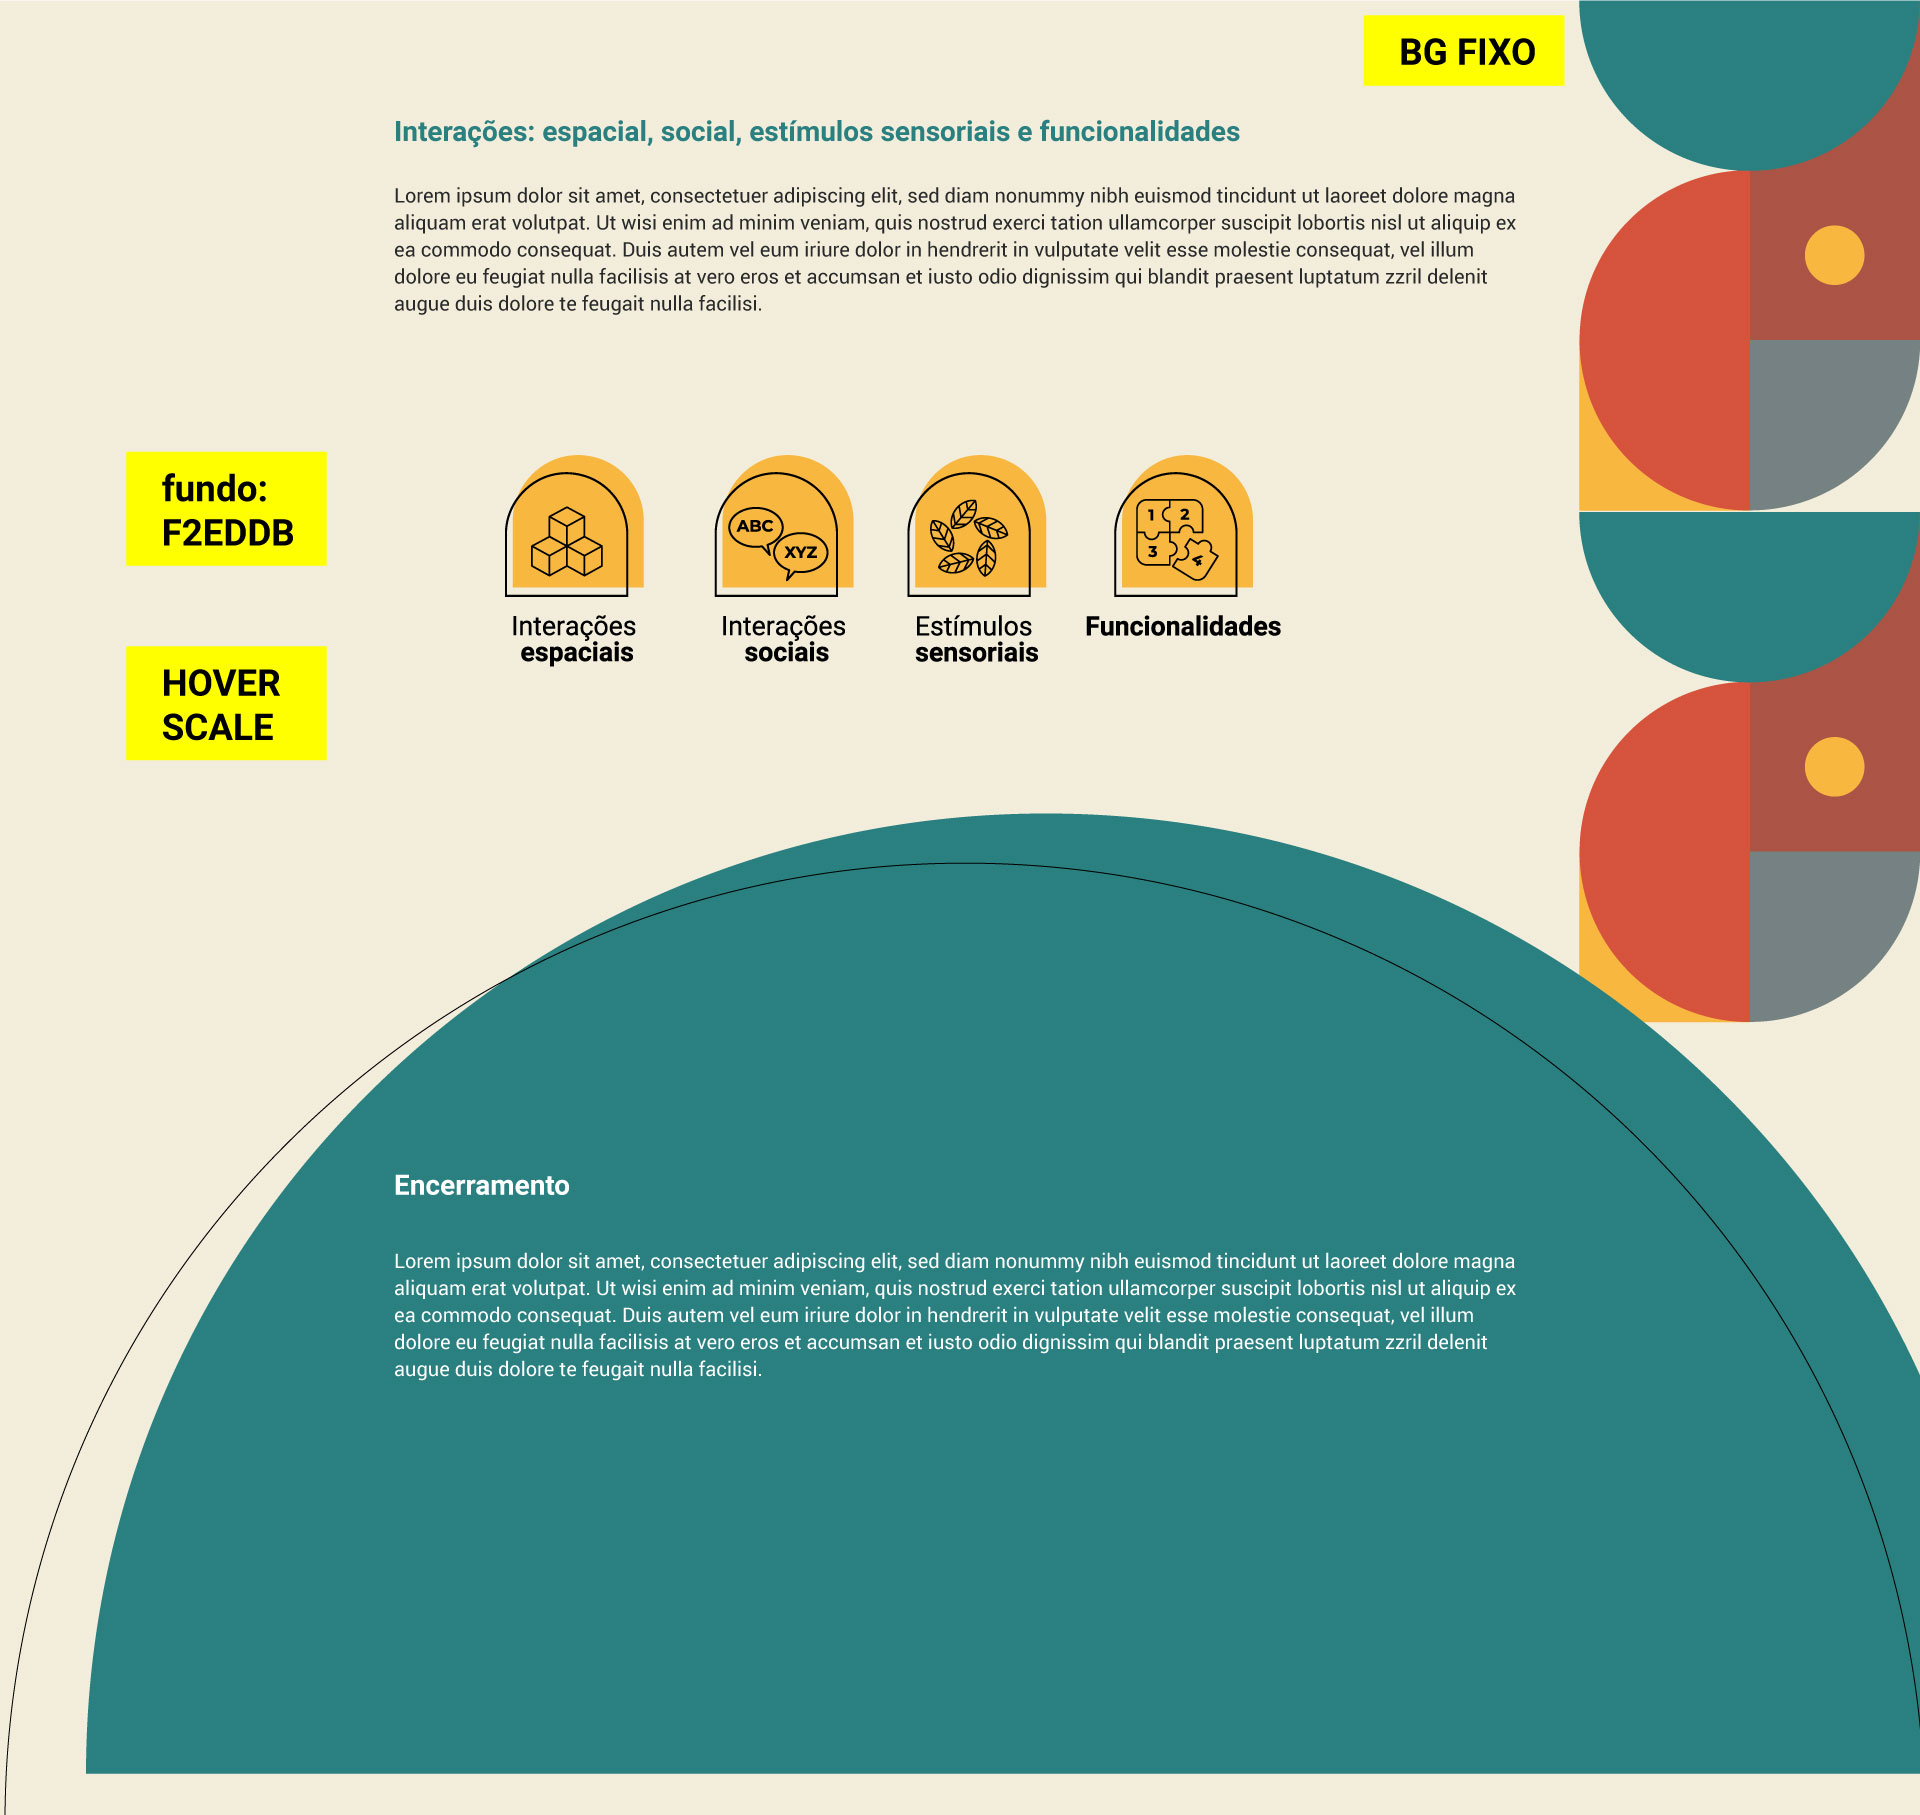 BG FIXO
Interações: espacial, social, estímulos sensoriais e funcionalidades
Lorem ipsum dolor sit amet, consectetuer adipiscing elit, sed diam nonummy nibh euismod tincidunt ut laoreet dolore magna
aliquam erat volutpat. Ut wisi enim ad minim veniam, quis nostrud exerci tation ullamcorper suscipit lobortis nisl ut aliquip ex
ea commodo consequat. Duis autem vel eum iriure dolor in hendrerit in vulputate velit esse molestie consequat, vel illum
dolore eu feugiat nulla facilisis at vero eros et accumsan et iusto odio dignissim qui blandit praesent luptatum zzril delenit
augue duis dolore te feugait nulla facilisi.
fundo:
F2EDDB
HOVER
SCALE
Interações
espaciais
ABC
XYZ
Interações
sociais
Estímulos
sensoriais
1 2
3 4
Funcionalidades
Encerramento
Lorem ipsum dolor sit amet, consectetuer adipiscing elit, sed diam nonummy nibh euismod tincidunt ut laoreet dolore magna
aliquam erat volutpat. Ut wisi enim ad minim veniam, quis nostrud exerci tation ullamcorper suscipit lobortis nisl ut aliquip ex
ea commodo consequat. Duis autem vel eum iriure dolor in hendrerit in vulputate velit esse molestie consequat, vel illum
dolore eu feugiat nulla facilisis at vero eros et accumsan et iusto odio dignissim qui blandit praesent luptatum zzril delenit
augue duis dolore te feugait nulla facilisi.